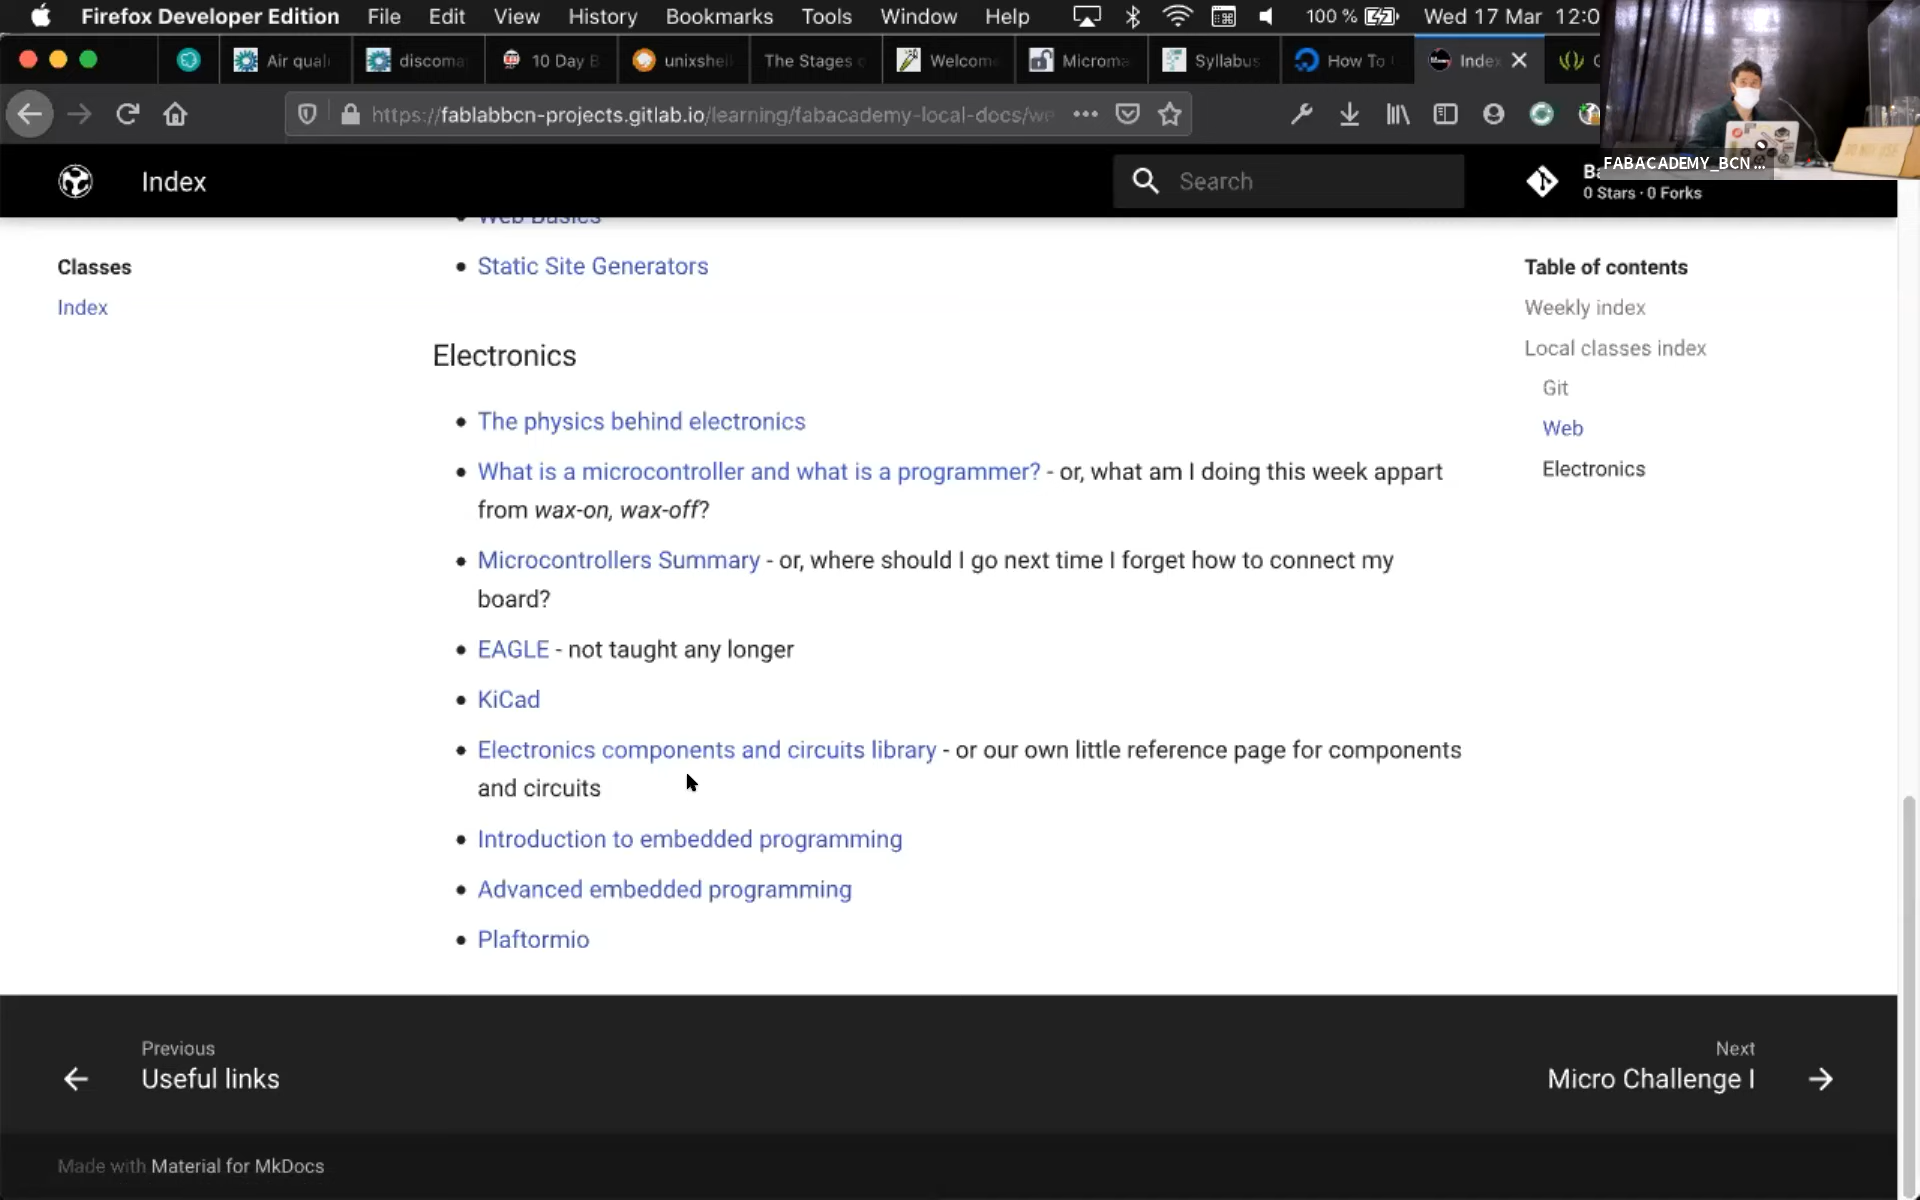 Firefox Developer Edition File Edit View History Bookmarks Tools Window Help 100 % Wed 17 Mar 12:0
Air quali discoma 10 Day B unixshell The Stages o Welcome Microma Syllabus How To Index
https://fablabbcn-projects.gitlab.io/learning/fabacademy-local-docs/we
FABACADEMY_BCN ...
Index
Search
Ba
0 Stars · 0 Forks
Web Basics
Classes
Index
Static Site Generators
Electronics
The physics behind electronics
What is a microcontroller and what is a programmer? - or, what am I doing this week appart
from wax-on, wax-off?
Microcontrollers Summary - or, where should I go next time I forget how to connect my
board?
EAGLE - not taught any longer
KiCad
Electronics components and circuits library - or our own little reference page for components
and circuits
Introduction to embedded programming
Advanced embedded programming
Plaftormio
Table of contents
Weekly index
Local classes index
Git
Web
Electronics
Previous
Useful links
Next
Micro Challenge I
Made with Material for MkDocs